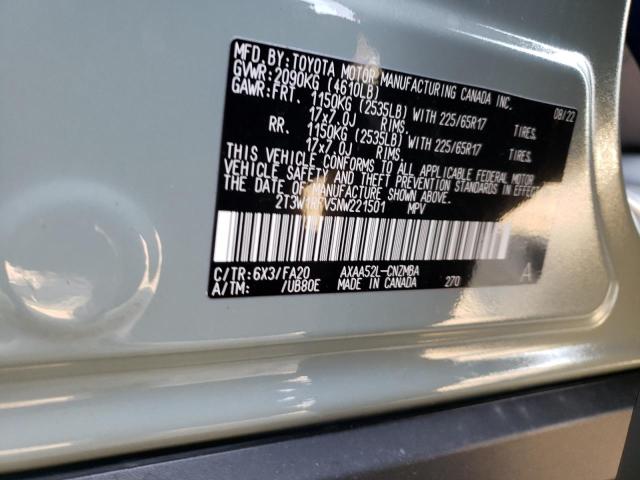 MFD. BY: TOYOTA MOTOR MANUFACTURING CANADA INC. 08/22
GVWR: 2090KG (4610LB)
GAWR: FRT. 1150KG (2535LB) WITH 225/65R17 TIRES.
17x7.0J RIMS.
RR. 1150KG (2535LB) WITH 225/65R17 TIRES.
17x7.0J RIMS.
THIS VEHICLE CONFORMS TO ALL APPLICABLE FEDERAL MOTOR
VEHICLE SAFETY AND THEFT PREVENTION STANDARDS IN EFFECT ON
THE DATE OF MANUFACTURE SHOWN ABOVE.
2T3W1RFV5NW221501 MPV
C/TR: 6X3/FA20 AXAA52L-CNZMBA A
A/TM: /UB80E MADE IN CANADA 270